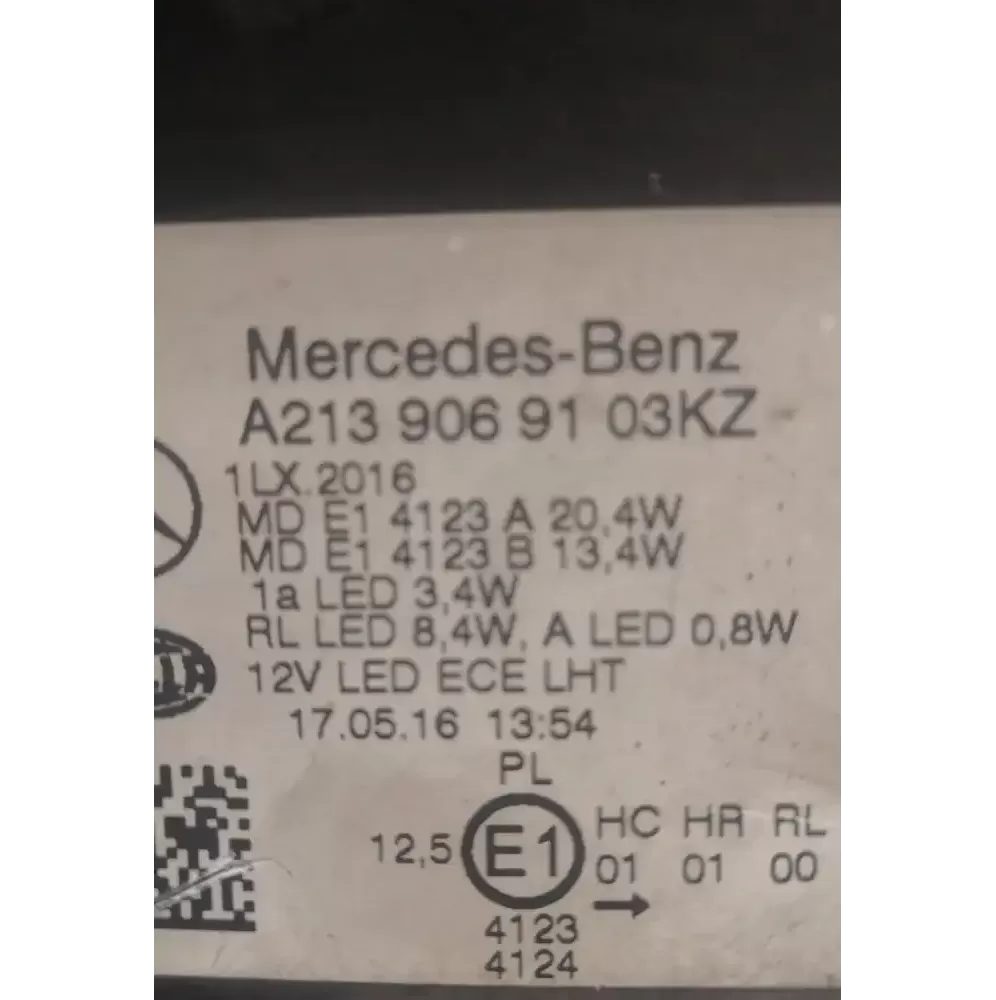 Mercedes-Benz
A213 906 91 03KZ
1LX.2016
MD E1 4123 A 20,4W
MD E1 4123 B 13,4W
1a LED 3,4W
RL LED 8,4W, A LED 0,8W
12V LED ECE LHT
17.05.16 13:54
PL
12,5 E1 HC HR RL
01 01 00
4123
4124